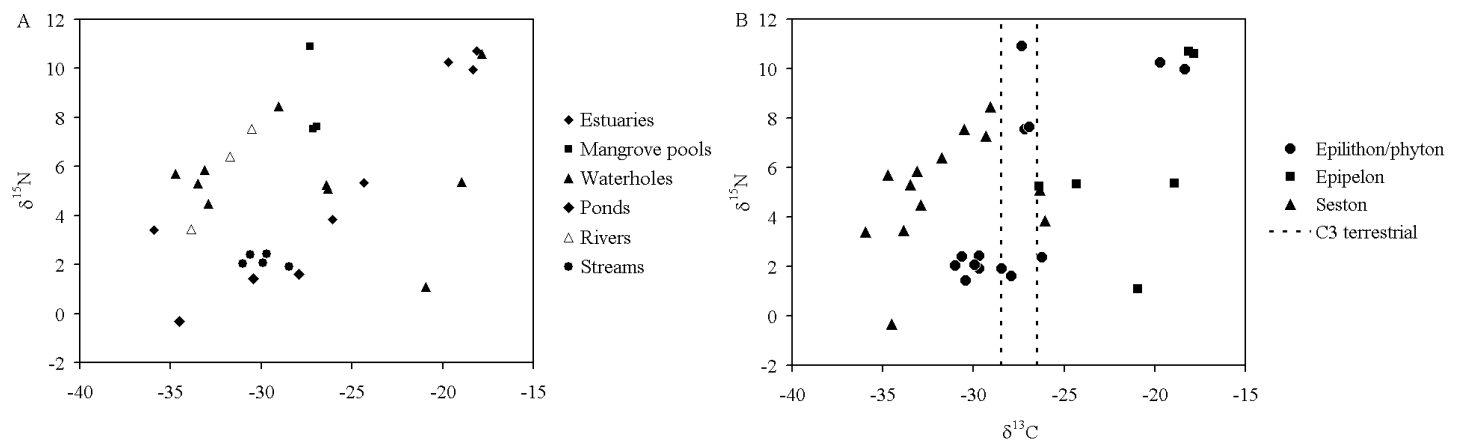 A
12
10
8
6
4
2
0
-2
δ15N
-40
-35
-30
-25
-20
-15
Estuaries
Mangrove pools
Waterholes
Ponds
Rivers
Streams
B
12
10
8
6
4
2
0
-2
δ15N
-40
-35
-30
-25
-20
-15
δ13C
Epilithon/phyton
Epipelon
Seston
C3 terrestrial